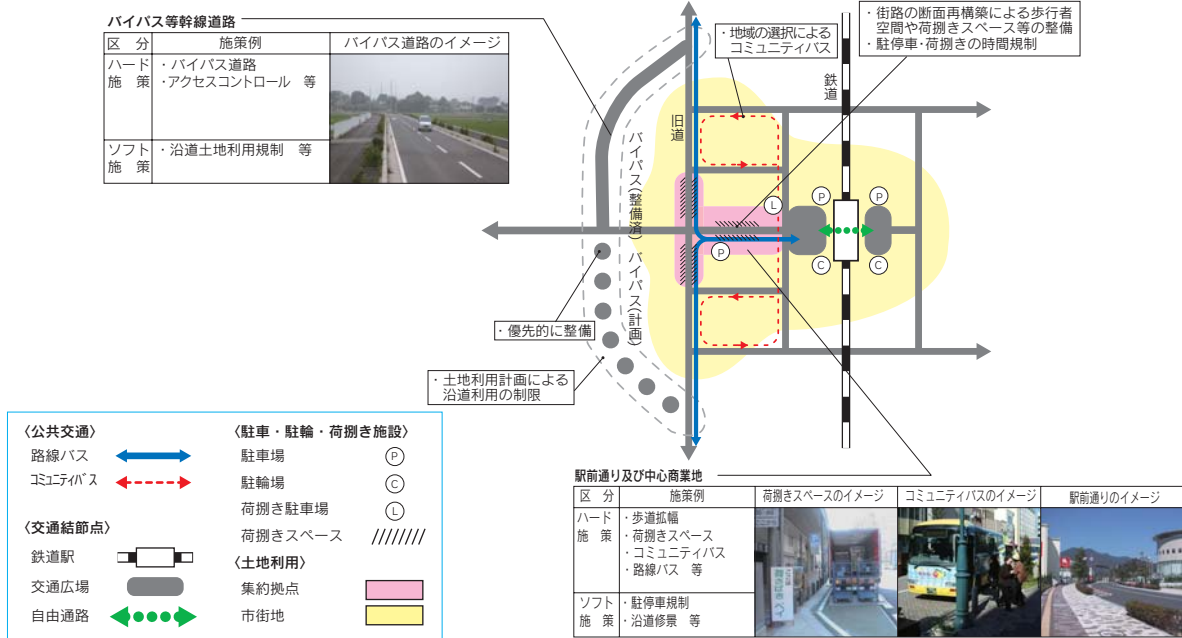 バイパス等幹線道路
区 分 施策例 バイパス道路のイメージ
ハード
施 策
・バイパス道路
・アクセスコントロール 等
ソフト
施 策
・沿道土地利用規制 等
・地域の選択による
コミュニティバス
・街路の断面再構築による歩行者
空間や荷捌きスペース等の整備
・駐停車・荷捌きの時間規制
鉄道
旧道
バイパス(整備済)
バイパス(計画)
P
P
L
P
C
C
・優先的に整備
・土地利用計画による
沿道利用の制限
〈公共交通〉
路線バス
コミュニティバス
〈交通結節点〉
鉄道駅
交通広場
自由通路
〈駐車・駐輪・荷捌き施設〉
駐車場 P
駐輪場 C
荷捌き駐車場 L
荷捌きスペース
〈土地利用〉
集約拠点
市街地
駅前通り及び中心商業地
区 分 施策例 荷捌きスペースのイメージ コミュニティバスのイメージ 駅前通りのイメージ
ハード
施 策
・歩道拡幅
・荷捌きスペース
・コミュニティバス
・路線バス 等
ソフト
施 策
・駐停車規制
・沿道修景 等